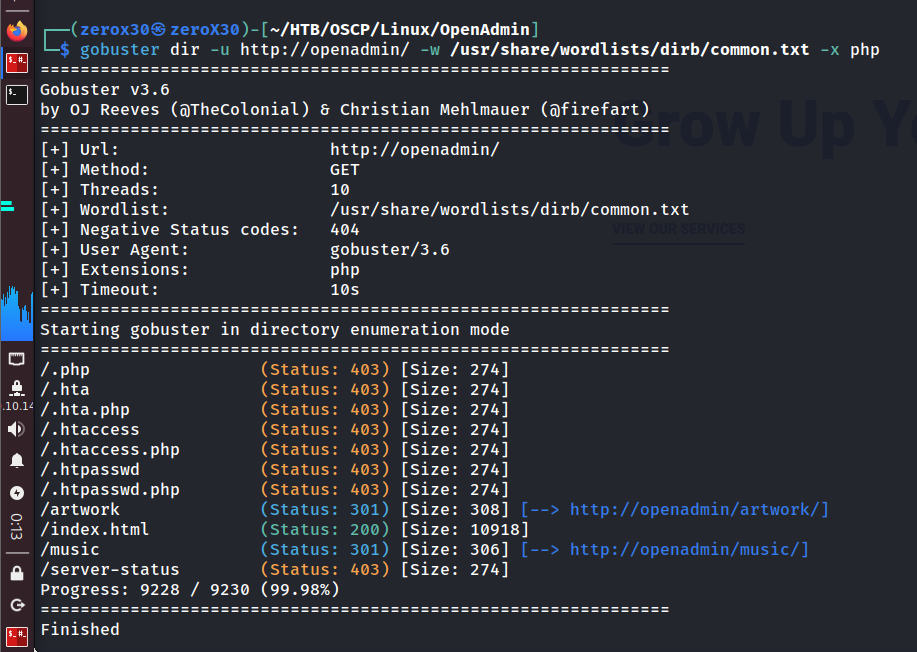 ┌──(zerox30㉿zeroX30)-[~/HTB/OSCP/Linux/OpenAdmin]
└─$ gobuster dir -u http://openadmin/ -w /usr/share/wordlists/dirb/common.txt -x php
===============================================================
Gobuster v3.6
by OJ Reeves (@TheColonial) & Christian Mehlmauer (@firefart)
===============================================================
[+] Url:                     http://openadmin/
[+] Method:                  GET
[+] Threads:                 10
[+] Wordlist:                /usr/share/wordlists/dirb/common.txt
[+] Negative Status codes:   404
[+] User Agent:              gobuster/3.6
[+] Extensions:              php
[+] Timeout:                 10s
===============================================================
Starting gobuster in directory enumeration mode
===============================================================
/.php                 (Status: 403) [Size: 274]
/.hta                 (Status: 403) [Size: 274]
/.hta.php             (Status: 403) [Size: 274]
/.htaccess            (Status: 403) [Size: 274]
/.htaccess.php        (Status: 403) [Size: 274]
/.htpasswd            (Status: 403) [Size: 274]
/.htpasswd.php        (Status: 403) [Size: 274]
/artwork              (Status: 301) [Size: 308] [--> http://openadmin/artwork/]
/index.html           (Status: 200) [Size: 10918]
/music                (Status: 301) [Size: 306] [--> http://openadmin/music/]
/server-status        (Status: 403) [Size: 274]
Progress: 9228 / 9230 (99.98%)
===============================================================
Finished
Grow Up Y
VIEW OUR SERVICES
.10.14
0:13